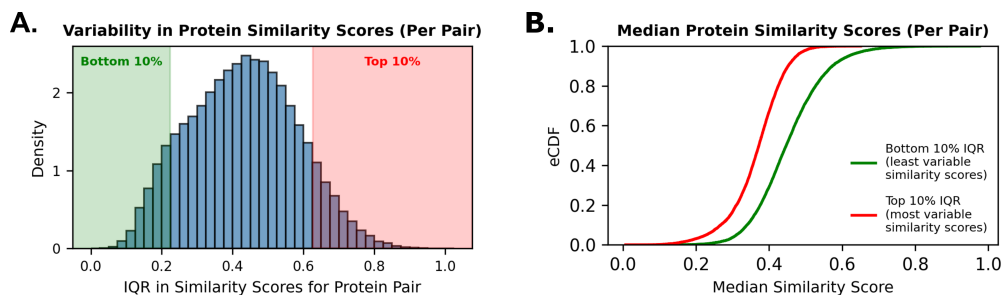 A.
Variability in Protein Similarity Scores (Per Pair)
Bottom 10%
Top 10%
Density
2
1
0
0.0 0.2 0.4 0.6 0.8 1.0
IQR in Similarity Scores for Protein Pair
B.
Median Protein Similarity Scores (Per Pair)
eCDF
1.0
0.8
0.6
0.4
0.2
0.0
Bottom 10% IQR
(least variable
similarity scores)
Top 10% IQR
(most variable
similarity scores)
0.0 0.2 0.4 0.6 0.8 1.0
Median Similarity Score